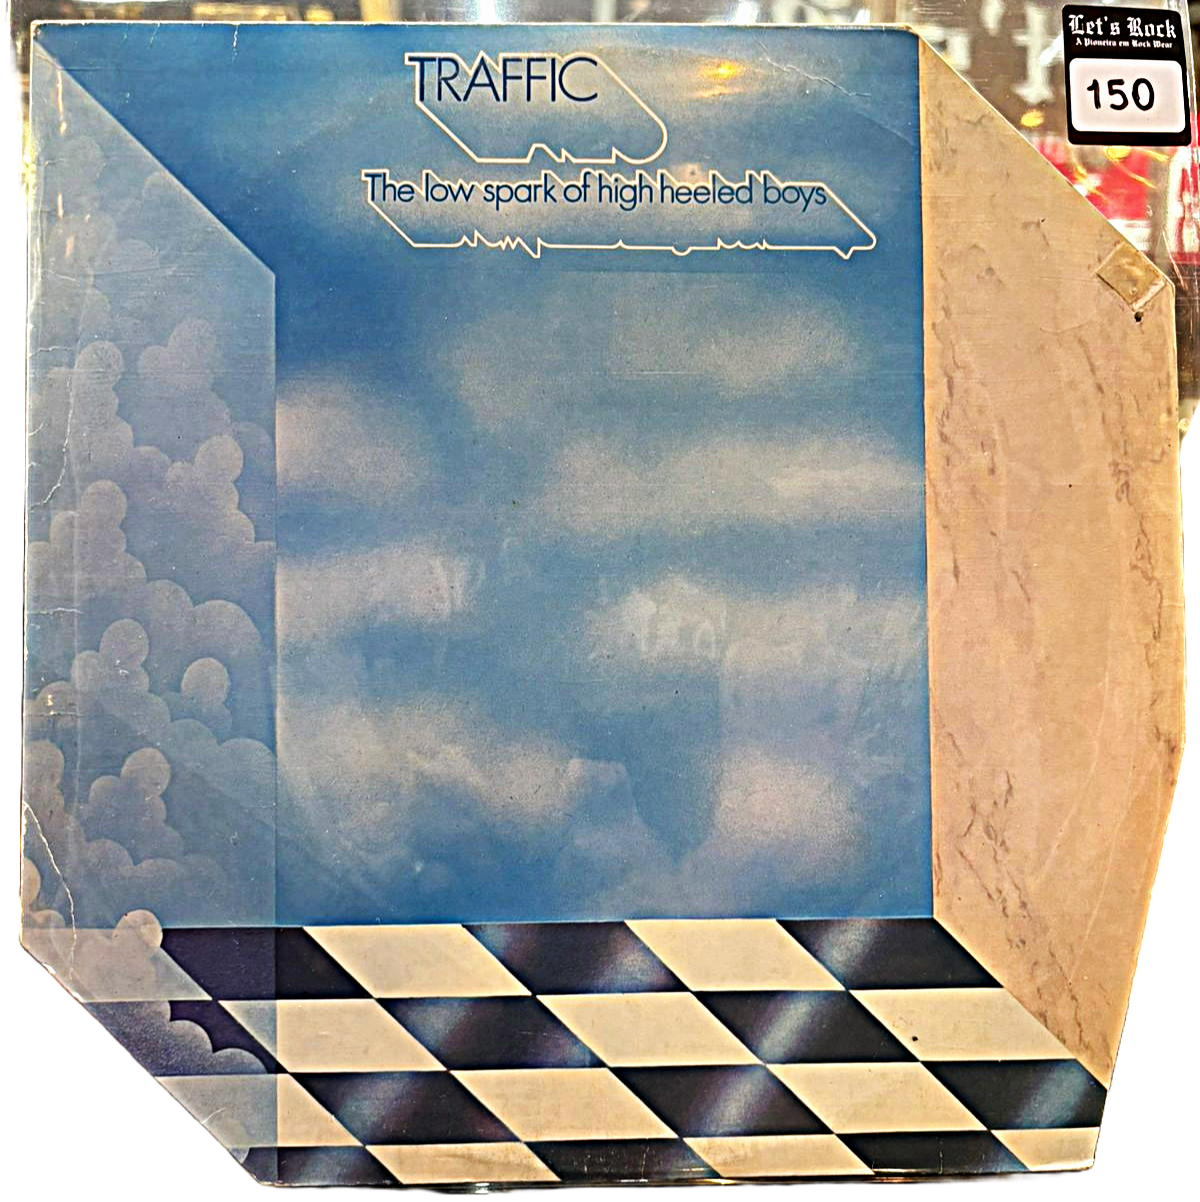 TRAFFIC
The low spark of high heeled boys
Let's Rock
A Pioneira em Rock Wear
150